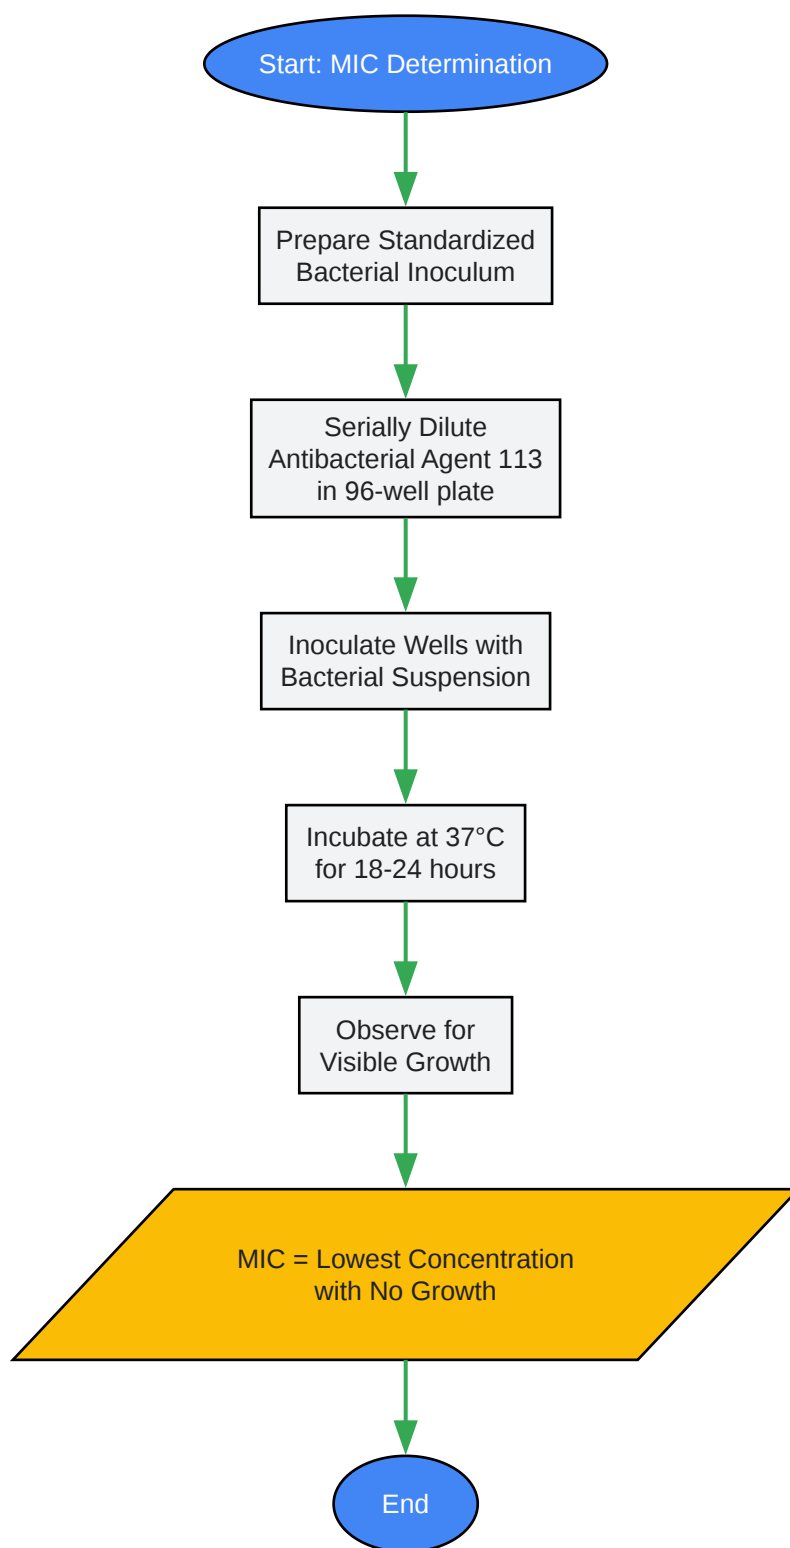 Start: MIC Determination
Prepare Standardized
Bacterial Inoculum
Serially Dilute
Antibacterial Agent 113
in 96-well plate
Inoculate Wells with
Bacterial Suspension
Incubate at 37°C
for 18-24 hours
Observe for
Visible Growth
MIC = Lowest Concentration
with No Growth
End